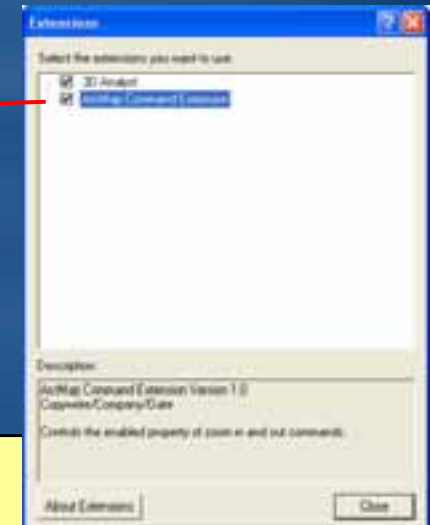 Extensions
Select the extensions you want to use.
3D Analyst
ArcMap Command Extension
Description:
ArcMap Command Extension Version 1.0
Copywrite/Company/Date
Controls the enabled property of zoom in and out commands.
About Extensions
Close